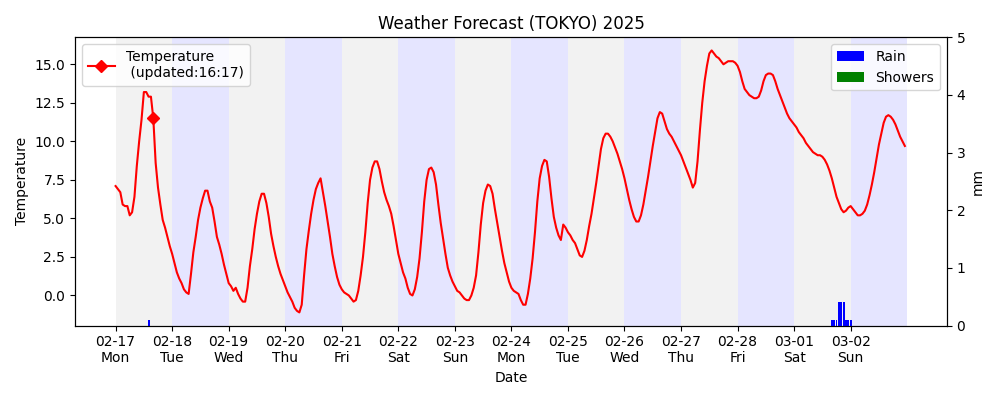 Weather Forecast (TOKYO) 2025
Temperature
(updated:16:17)
Rain
Showers
Temperature
15.0
12.5
10.0
7.5
5.0
2.5
0.0
5
4
3
2
1
0
mm
02-17 02-18 02-19 02-20 02-21 02-22 02-23 02-24 02-25 02-26 02-27 02-28 03-01 03-02
Mon Tue Wed Thu Fri Sat Sun Mon Tue Wed Thu Fri Sat Sun
Date